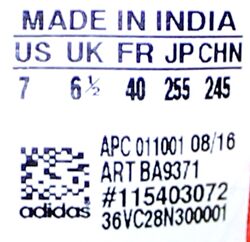 MADE IN INDIA
US UK FR JP CHN
7 6½ 40 255 245
APC 011001 08/16
ART BA9371
#115403072
36VC28N300001
adidas